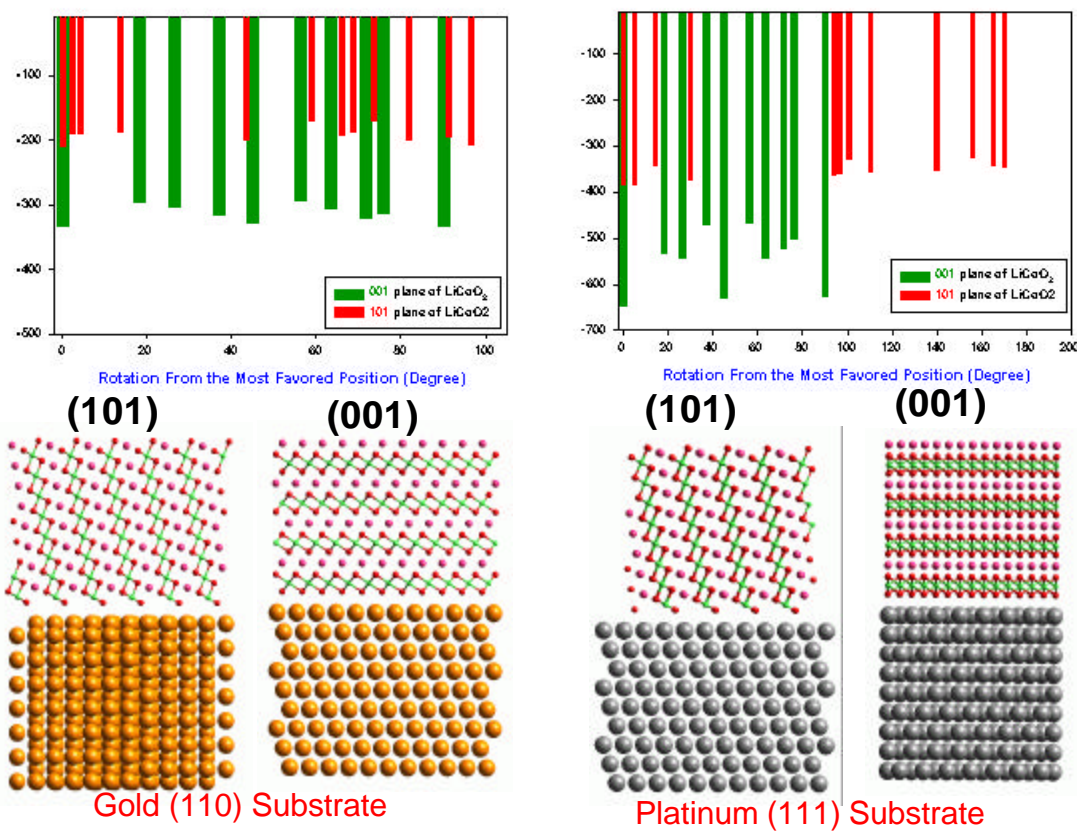 -100
-200
-300
-400
-500
001 plane of LiCoO2
101 plane of LiCoO2
0 20 40 60 80 100
Rotation From the Most Favored Position (Degree)
-100
-200
-300
-400
-500
-600
-700
001 plane of LiCoO2
101 plane of LiCoO2
0 20 40 60 80 100 120 140 160 180 200
Rotation From the Most Favored Position (Degree)
(101) (001)
(101) (001)
Gold (110) Substrate
Platinum (111) Substrate